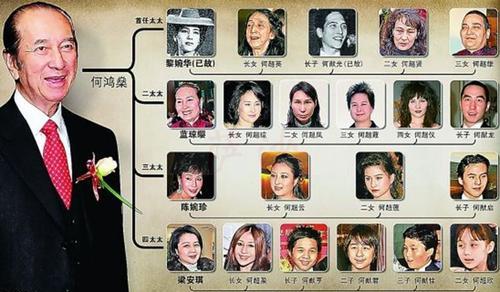 首任太太
黎婉华(已故) 长女 何超英 长子 何猷光(已故) 二女 何超贤 三女 何超雄
何鸿燊
二太太
蓝琼缨 长女 何超琼 二女 何超凤 三女 何超蕸 四女 何超仪 长子 何猷龙
三太太
陈婉珍 长女 何超云 二女 何超莲 长子 何猷启
四太太
梁安琪 长女 何超盈 长子 何猷亨 二子 何猷君 三子 何猷佳 二女 何超欣